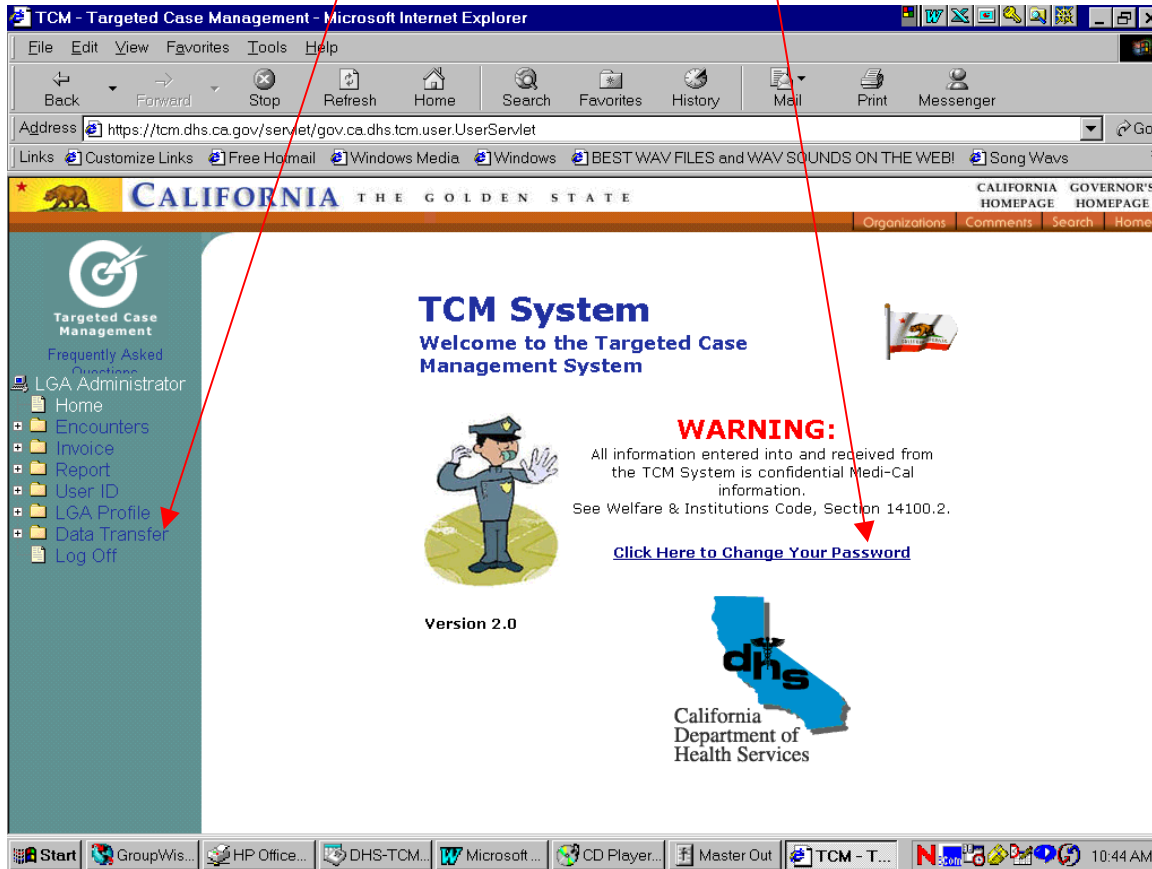 TCM - Targeted Case Management - Microsoft Internet Explorer
File Edit View Favorites Tools Help
Back Forward Stop Refresh Home Search Favorites History Mail Print Messenger
Address https://tcm.dhs.ca.gov/servlet/gov.ca.dhs.tcm.user.UserServlet Go
Links Customize Links Free Hotmail Windows Media Windows BEST WAV FILES and WAV SOUNDS ON THE WEB! Song Wavs
CALIFORNIA THE GOLDEN STATE
CALIFORNIA HOMEPAGE
GOVERNOR'S HOMEPAGE
Organizations Comments Search Home
Targeted Case
Management
Frequently Asked
Questions
LGA Administrator
Home
Encounters
Invoice
Report
User ID
LGA Profile
Data Transfer
Log Off
TCM System
Welcome to the Targeted Case
Management System
WARNING:
All information entered into and received from
the TCM System is confidential Medi-Cal
information.
See Welfare & Institutions Code, Section 14100.2.
Click Here to Change Your Password
Version 2.0
dhs
California
Department of
Health Services
Start GroupWis... HP Office... DHS-TCM... Microsoft ... CD Player... Master Out TCM - T... 10:44 AM